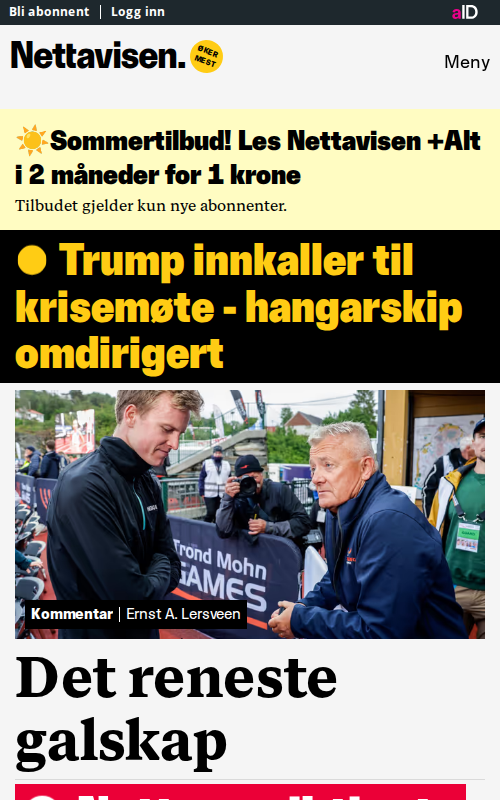 Bli abonnent
Logg inn
aID
Nettavisen.
ØKER
MEST
Meny
Sommertilbud! Les Nettavisen +Alt
i 2 måneder for 1 krone
Tilbudet gjelder kun nye abonnenter.
Trump innkaller til
krisemøte - hangarskip
omdirigert
Trond Mohn
GAMES
Kommentar | Ernst A. Lersveen
Det reneste
galskap